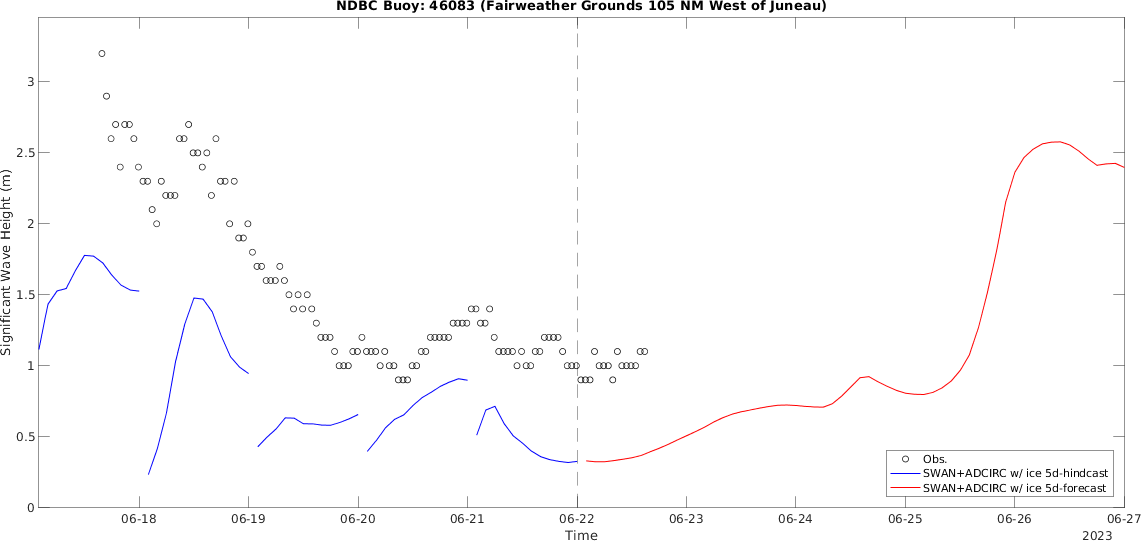 NDBC Buoy: 46083 (Fairweather Grounds 105 NM West of Juneau)
Significant Wave Height (m)
3
2.5
2
1.5
1
0.5
0
Obs.
SWAN+ADCIRC w/ ice 5d-hindcast
SWAN+ADCIRC w/ ice 5d-forecast
06-18 06-19 06-20 06-21 06-22 06-23 06-24 06-25 06-26 06-27
Time
2023